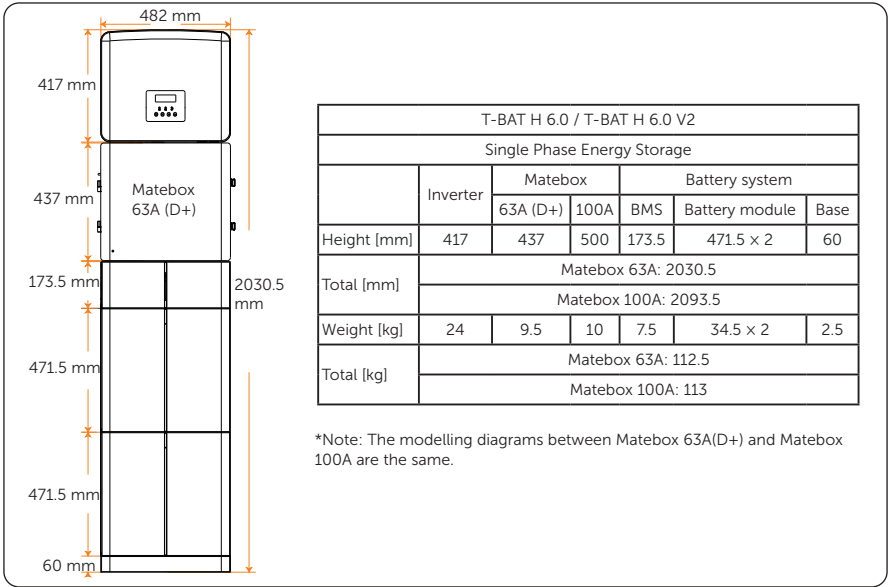 482 mm
417 mm
437 mm
Matebox
63A (D+)
173.5 mm
2030.5
mm
471.5 mm
471.5 mm
60 mm
T-BAT H 6.0 / T-BAT H 6.0 V2
Single Phase Energy Storage
Inverter Matebox Battery system
63A (D+) 100A BMS Battery module Base
Height [mm] 417 437 500 173.5 471.5 × 2 60
Total [mm] Matebox 63A: 2030.5
Matebox 100A: 2093.5
Weight [kg] 24 9.5 10 7.5 34.5 × 2 2.5
Total [kg] Matebox 63A: 112.5
Matebox 100A: 113
*Note: The modelling diagrams between Matebox 63A(D+) and Matebox
100A are the same.